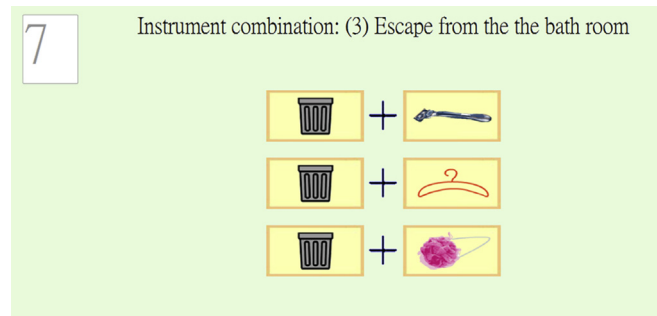 7
Instrument combination: (3) Escape from the the bath room
+
+
+